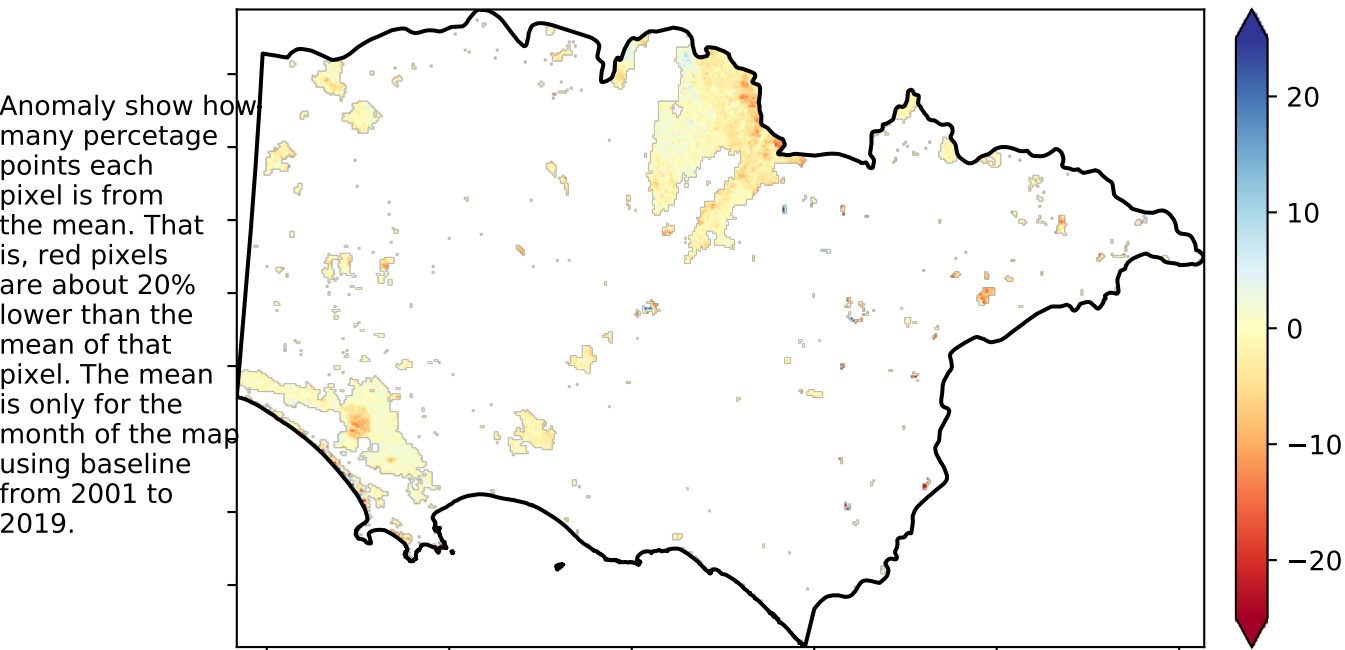 Anomaly show how
many percetage
points each
pixel is from
the mean. That
is, red pixels
are about 20%
lower than the
mean of that
pixel. The mean
is only for the
month of the map
using baseline
from 2001 to
2019.
20
10
0
−10
−20